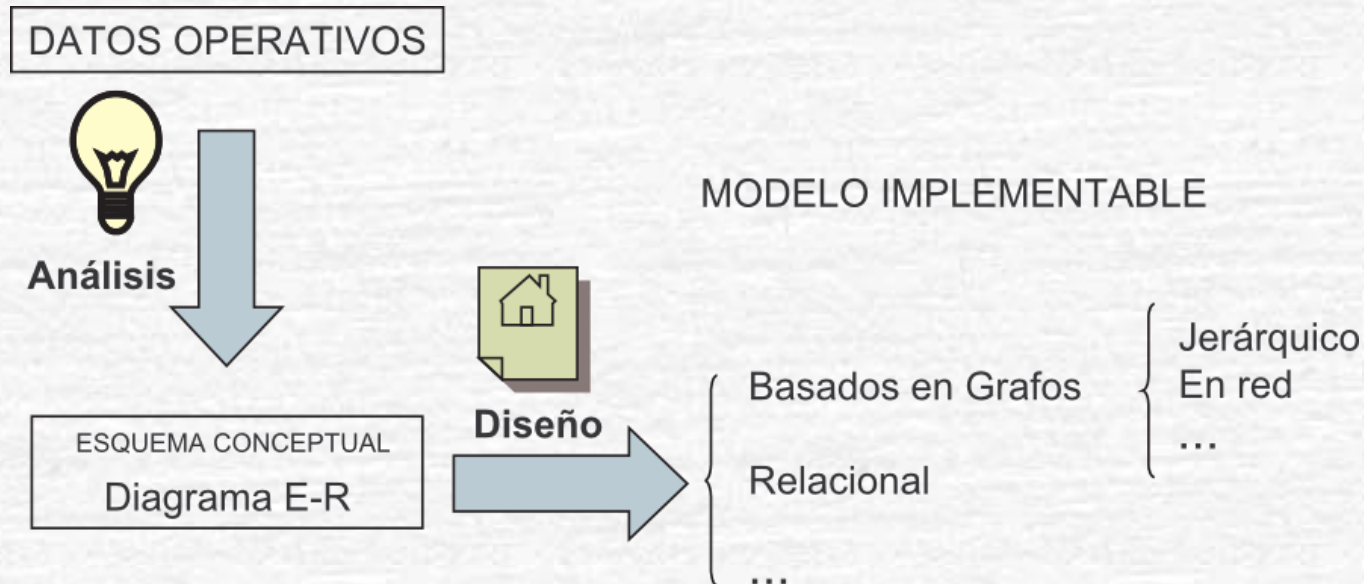 DATOS OPERATIVOS
Análisis
MODELO IMPLEMENTABLE
Diseño
ESQUEMA CONCEPTUAL
Diagrama E-R
Basados en Grafos
Jerárquico
En red
...
Relacional
...